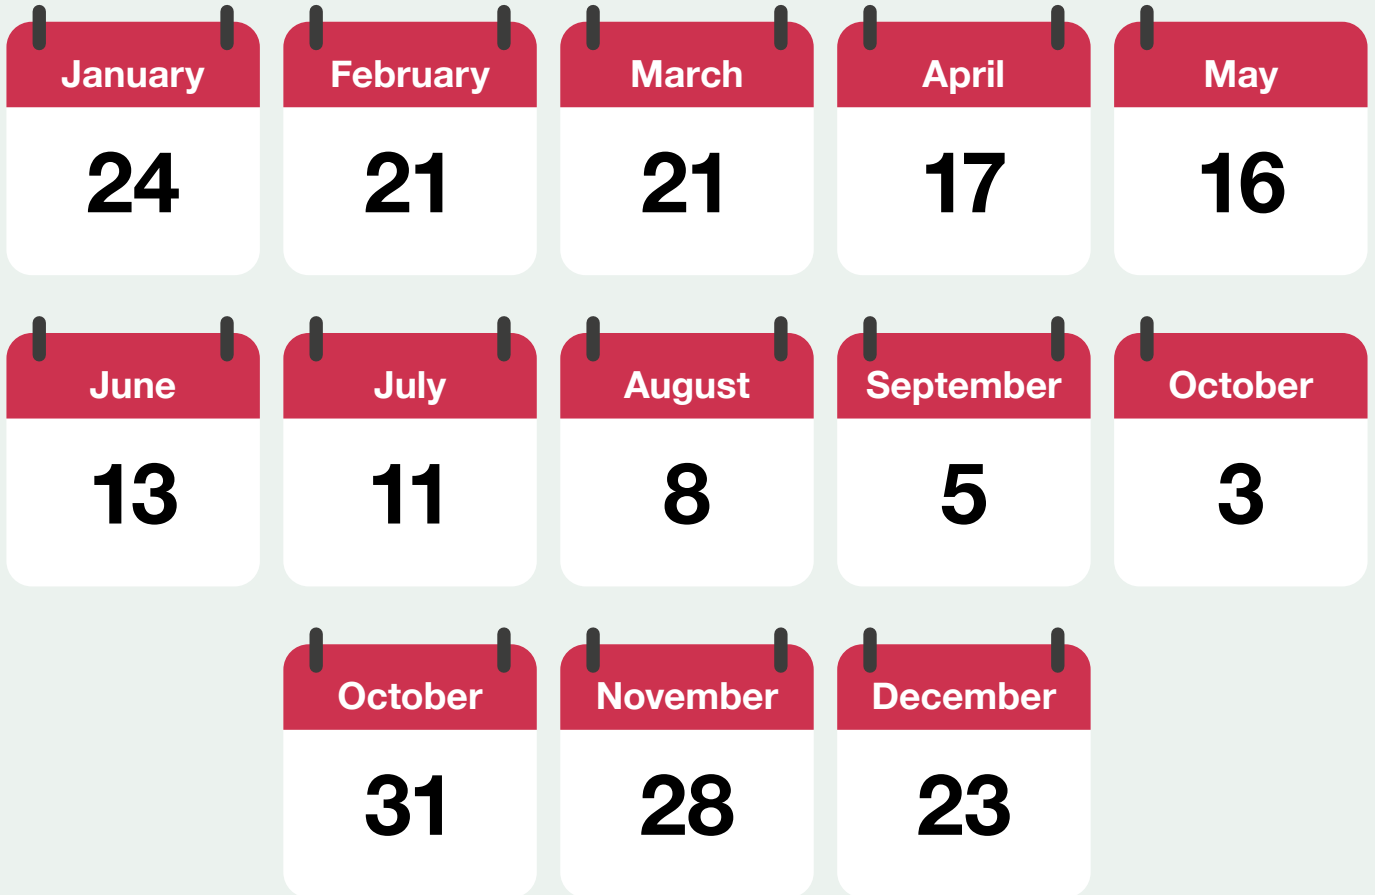 January February March April May
24 21 21 17 16
June July August September October
13 11 8 5 3
October November December
31 28 23